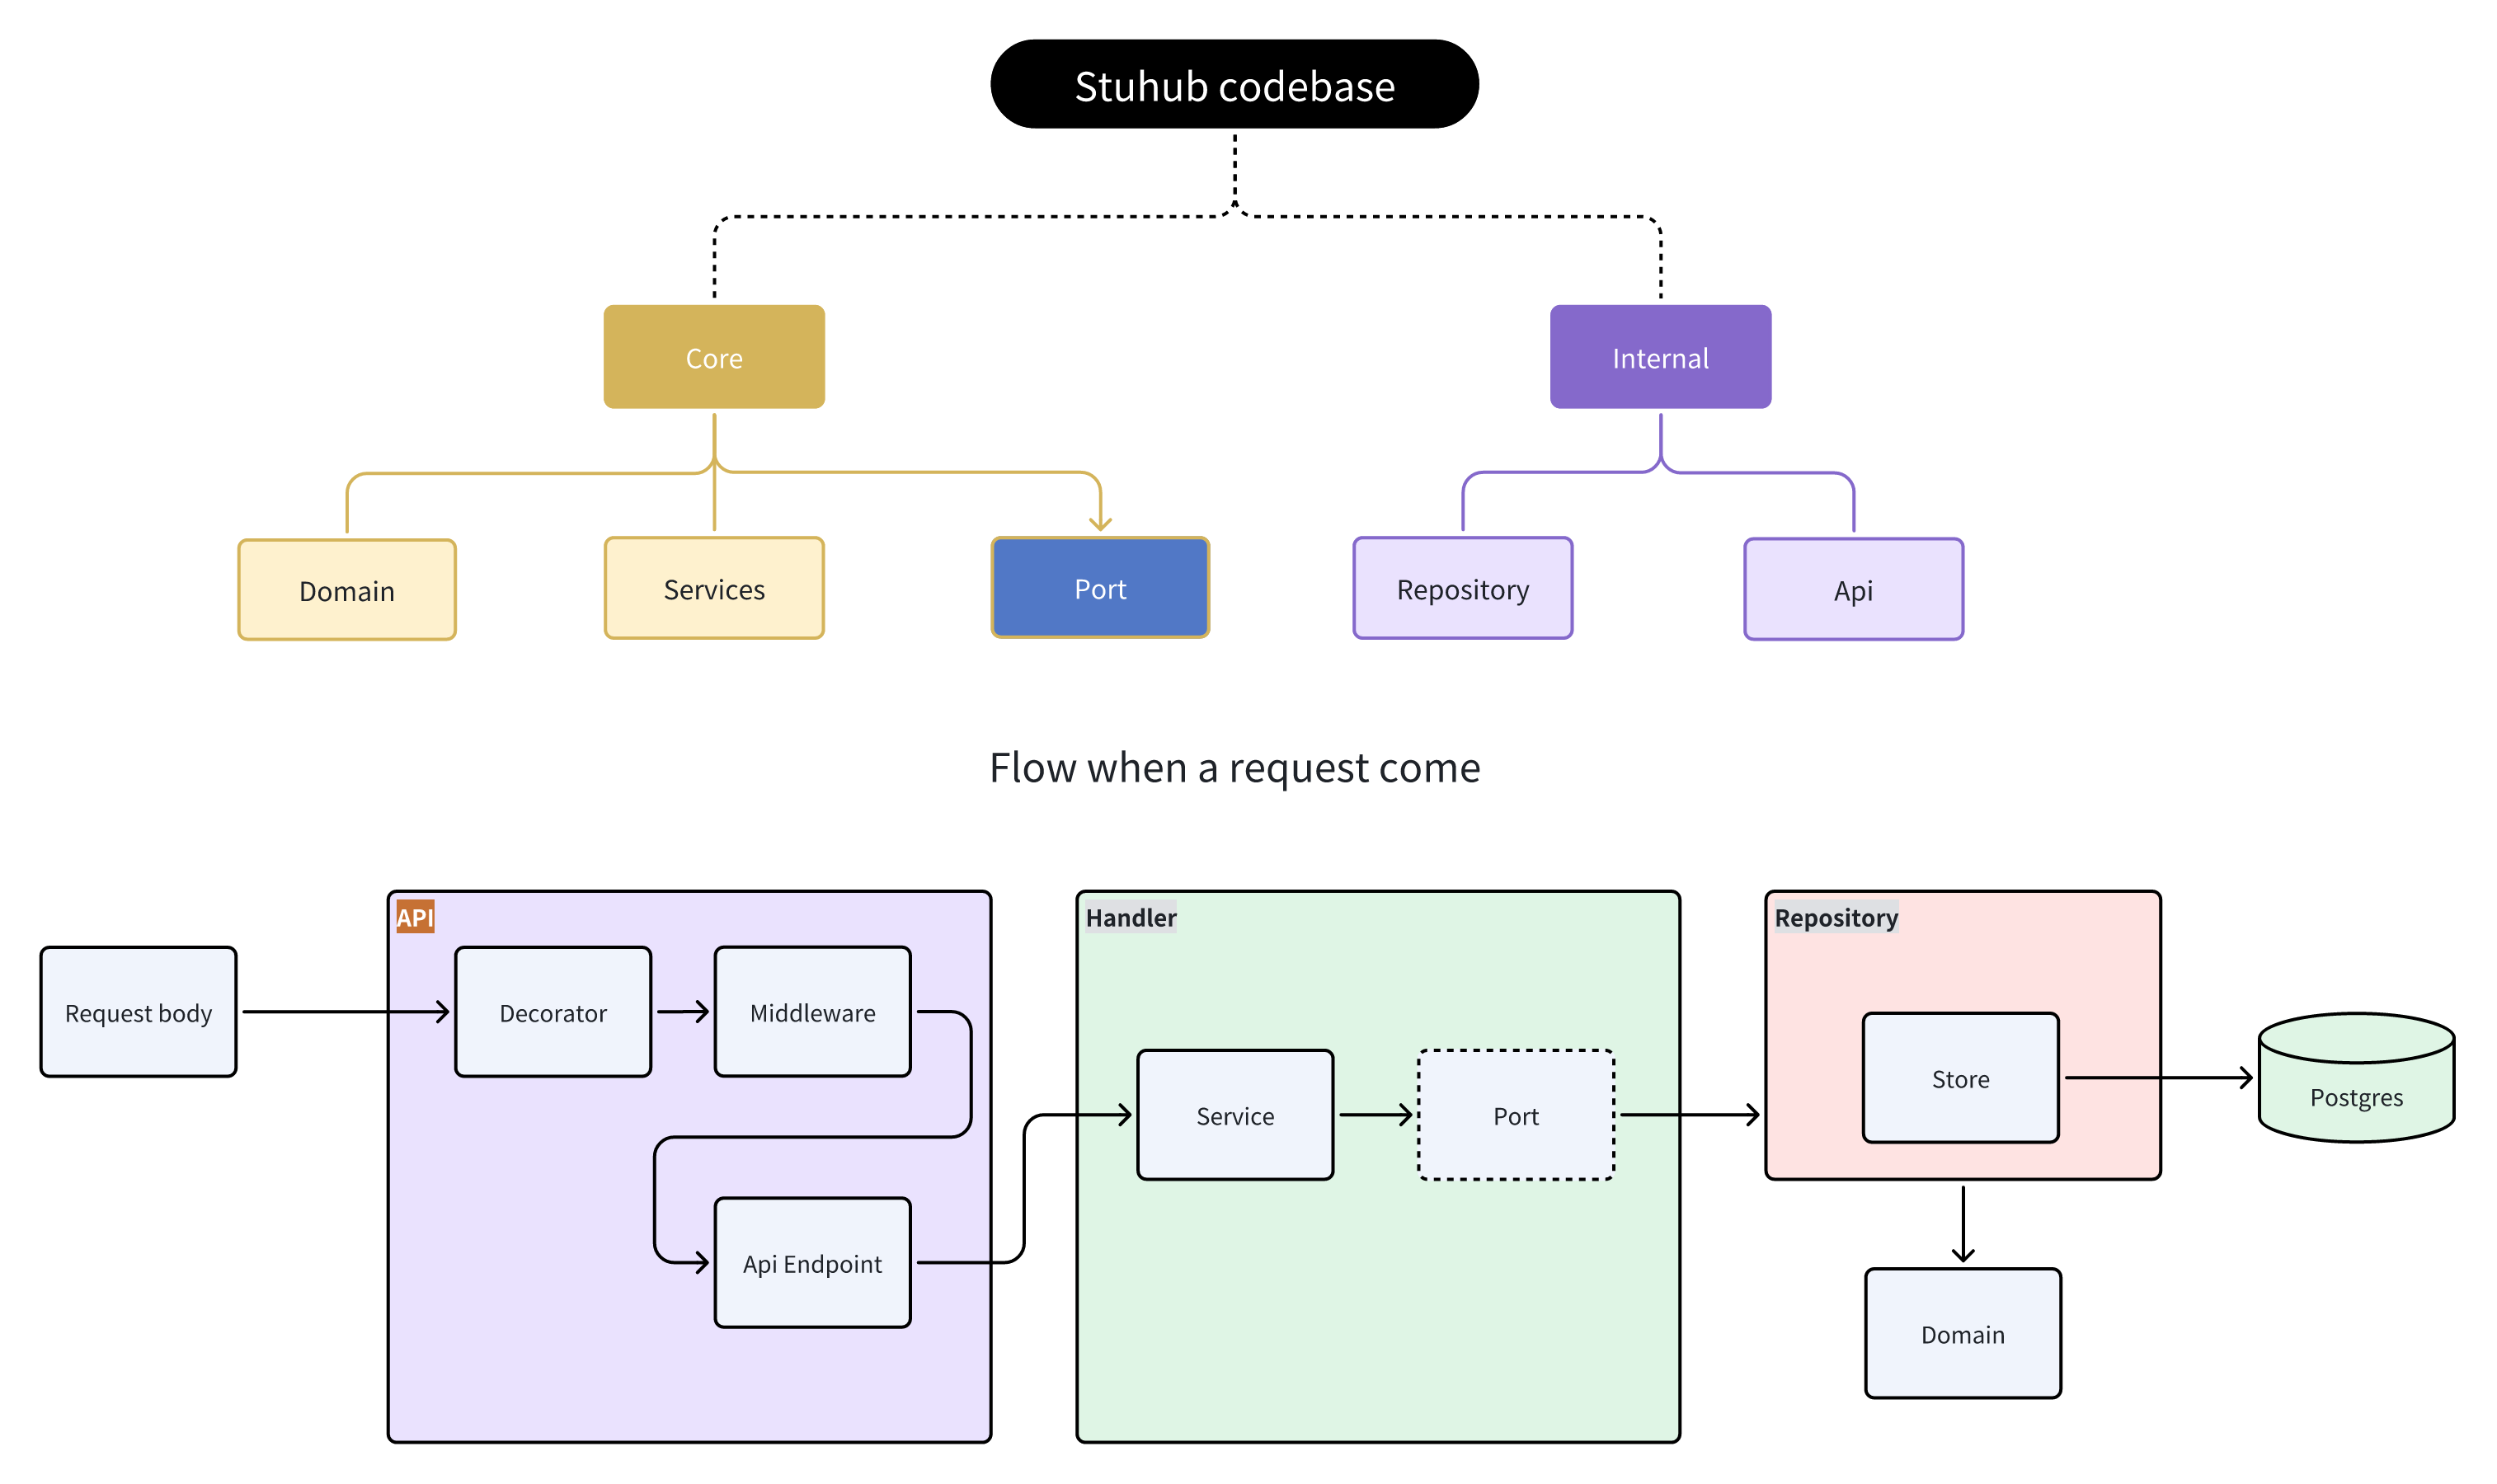 Stuhub codebase
Core
Internal
Domain
Services
Port
Repository
Api
Flow when a request come
API
Handler
Repository
Request body
Decorator
Middleware
Service
Port
Store
Postgres
Api Endpoint
Domain